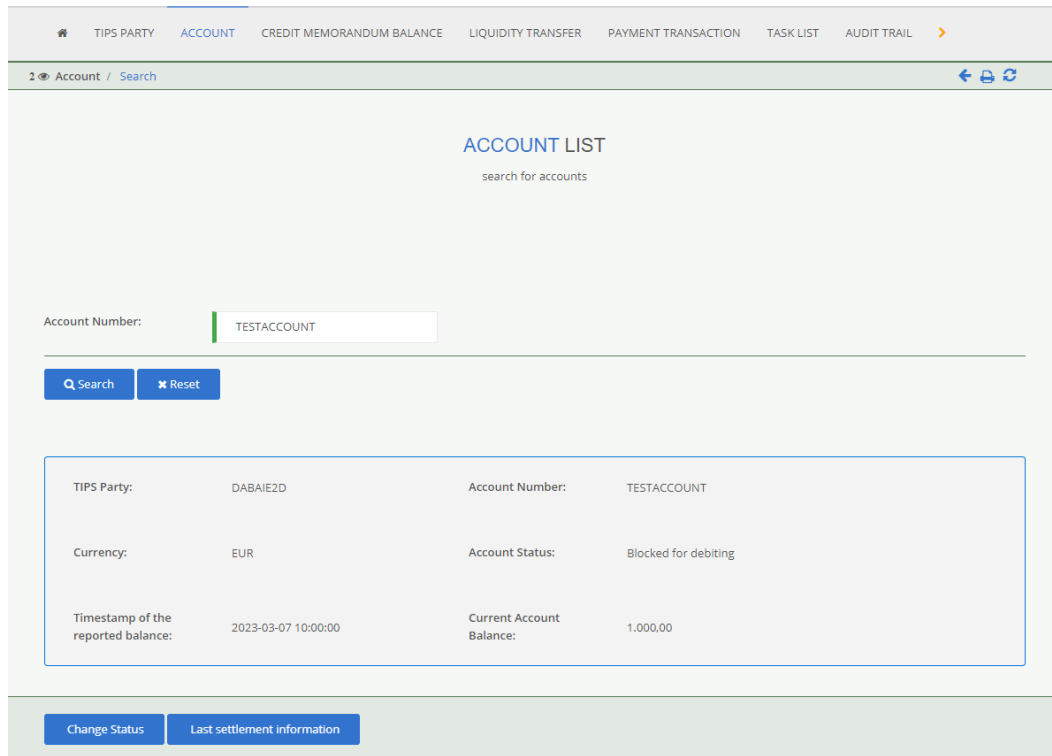 TIPS PARTY ACCOUNT CREDIT MEMORANDUM BALANCE LIQUIDITY TRANSFER PAYMENT TRANSACTION TASK LIST AUDIT TRAIL
2 Account / Search
ACCOUNT LIST
search for accounts
Account Number: TESTACCOUNT
Search Reset
TIPS Party: DABAIE2D Account Number: TESTACCOUNT
Currency: EUR Account Status: Blocked for debiting
Timestamp of the reported balance: 2023-03-07 10:00:00 Current Account Balance: 1.000,00
Change Status Last settlement information